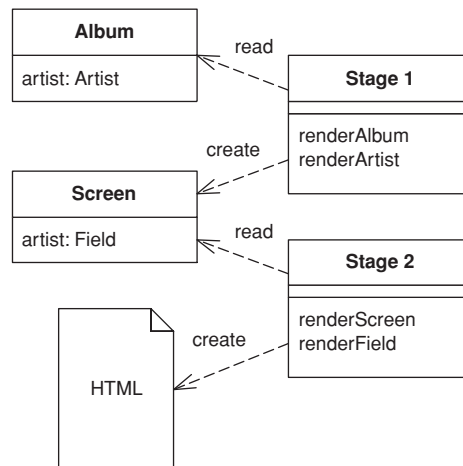 Album
artist: Artist
read
Stage 1
renderAlbum
renderArtist
create
Screen
artist: Field
read
Stage 2
renderScreen
renderField
create
HTML